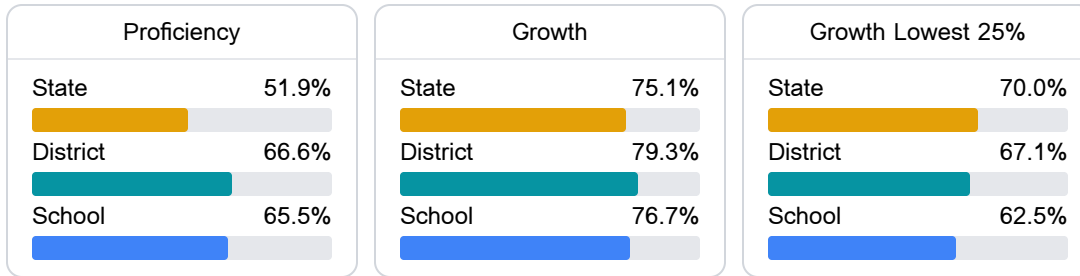 Proficiency
State 51.9%
District 66.6%
School 65.5%
Growth
State 75.1%
District 79.3%
School 76.7%
Growth Lowest 25%
State 70.0%
District 67.1%
School 62.5%